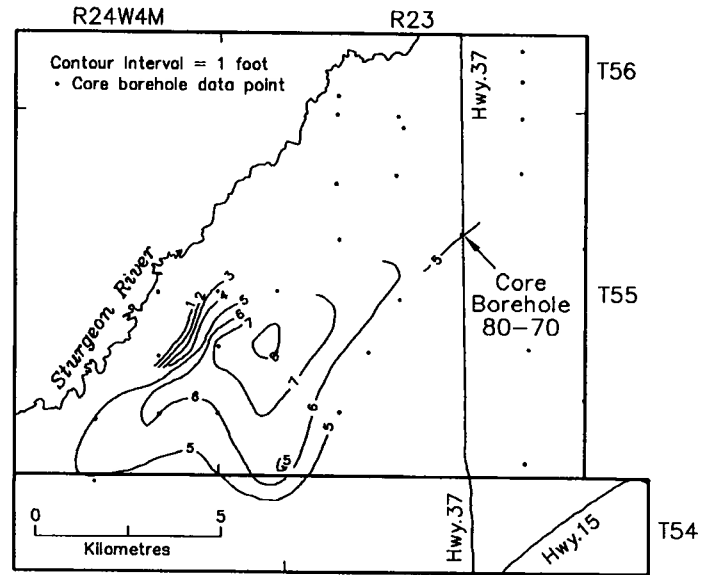 R24W4M R23
Contour Interval = 1 foot
• Core borehole data point
Hwy.37
T56
Sturgeon River
1 2 3
4 5
6
7
8
5
Core
Borehole
80-70
T55
7
6
6
5
5
65
0 5
Kilometres
Hwy.37
Hwy.15
T54